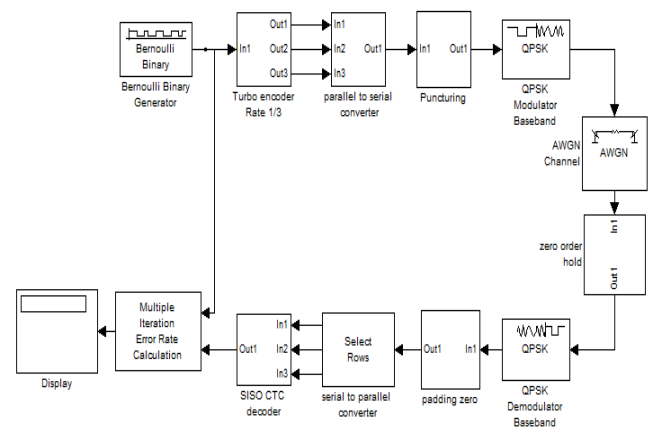 Bernoulli
Binary
Bernoulli Binary
Generator
In1
Out1
Out2
Out3
Turbo encoder
Rate 1/3
In1
In2
In3
Out1
parallel to serial
converter
In1
Out1
Puncturing
QPSK
QPSK
Modulator
Baseband
AWGN
Channel
AWGN
zero order
hold
In1
Out1
Display
Multiple
Iteration
Error Rate
Calculation
Out1
In1
In2
In3
SISO CTC
decoder
Select
Rows
serial to parallel
converter
Out1
In1
padding zero
QPSK
QPSK
Demodulator
Baseband